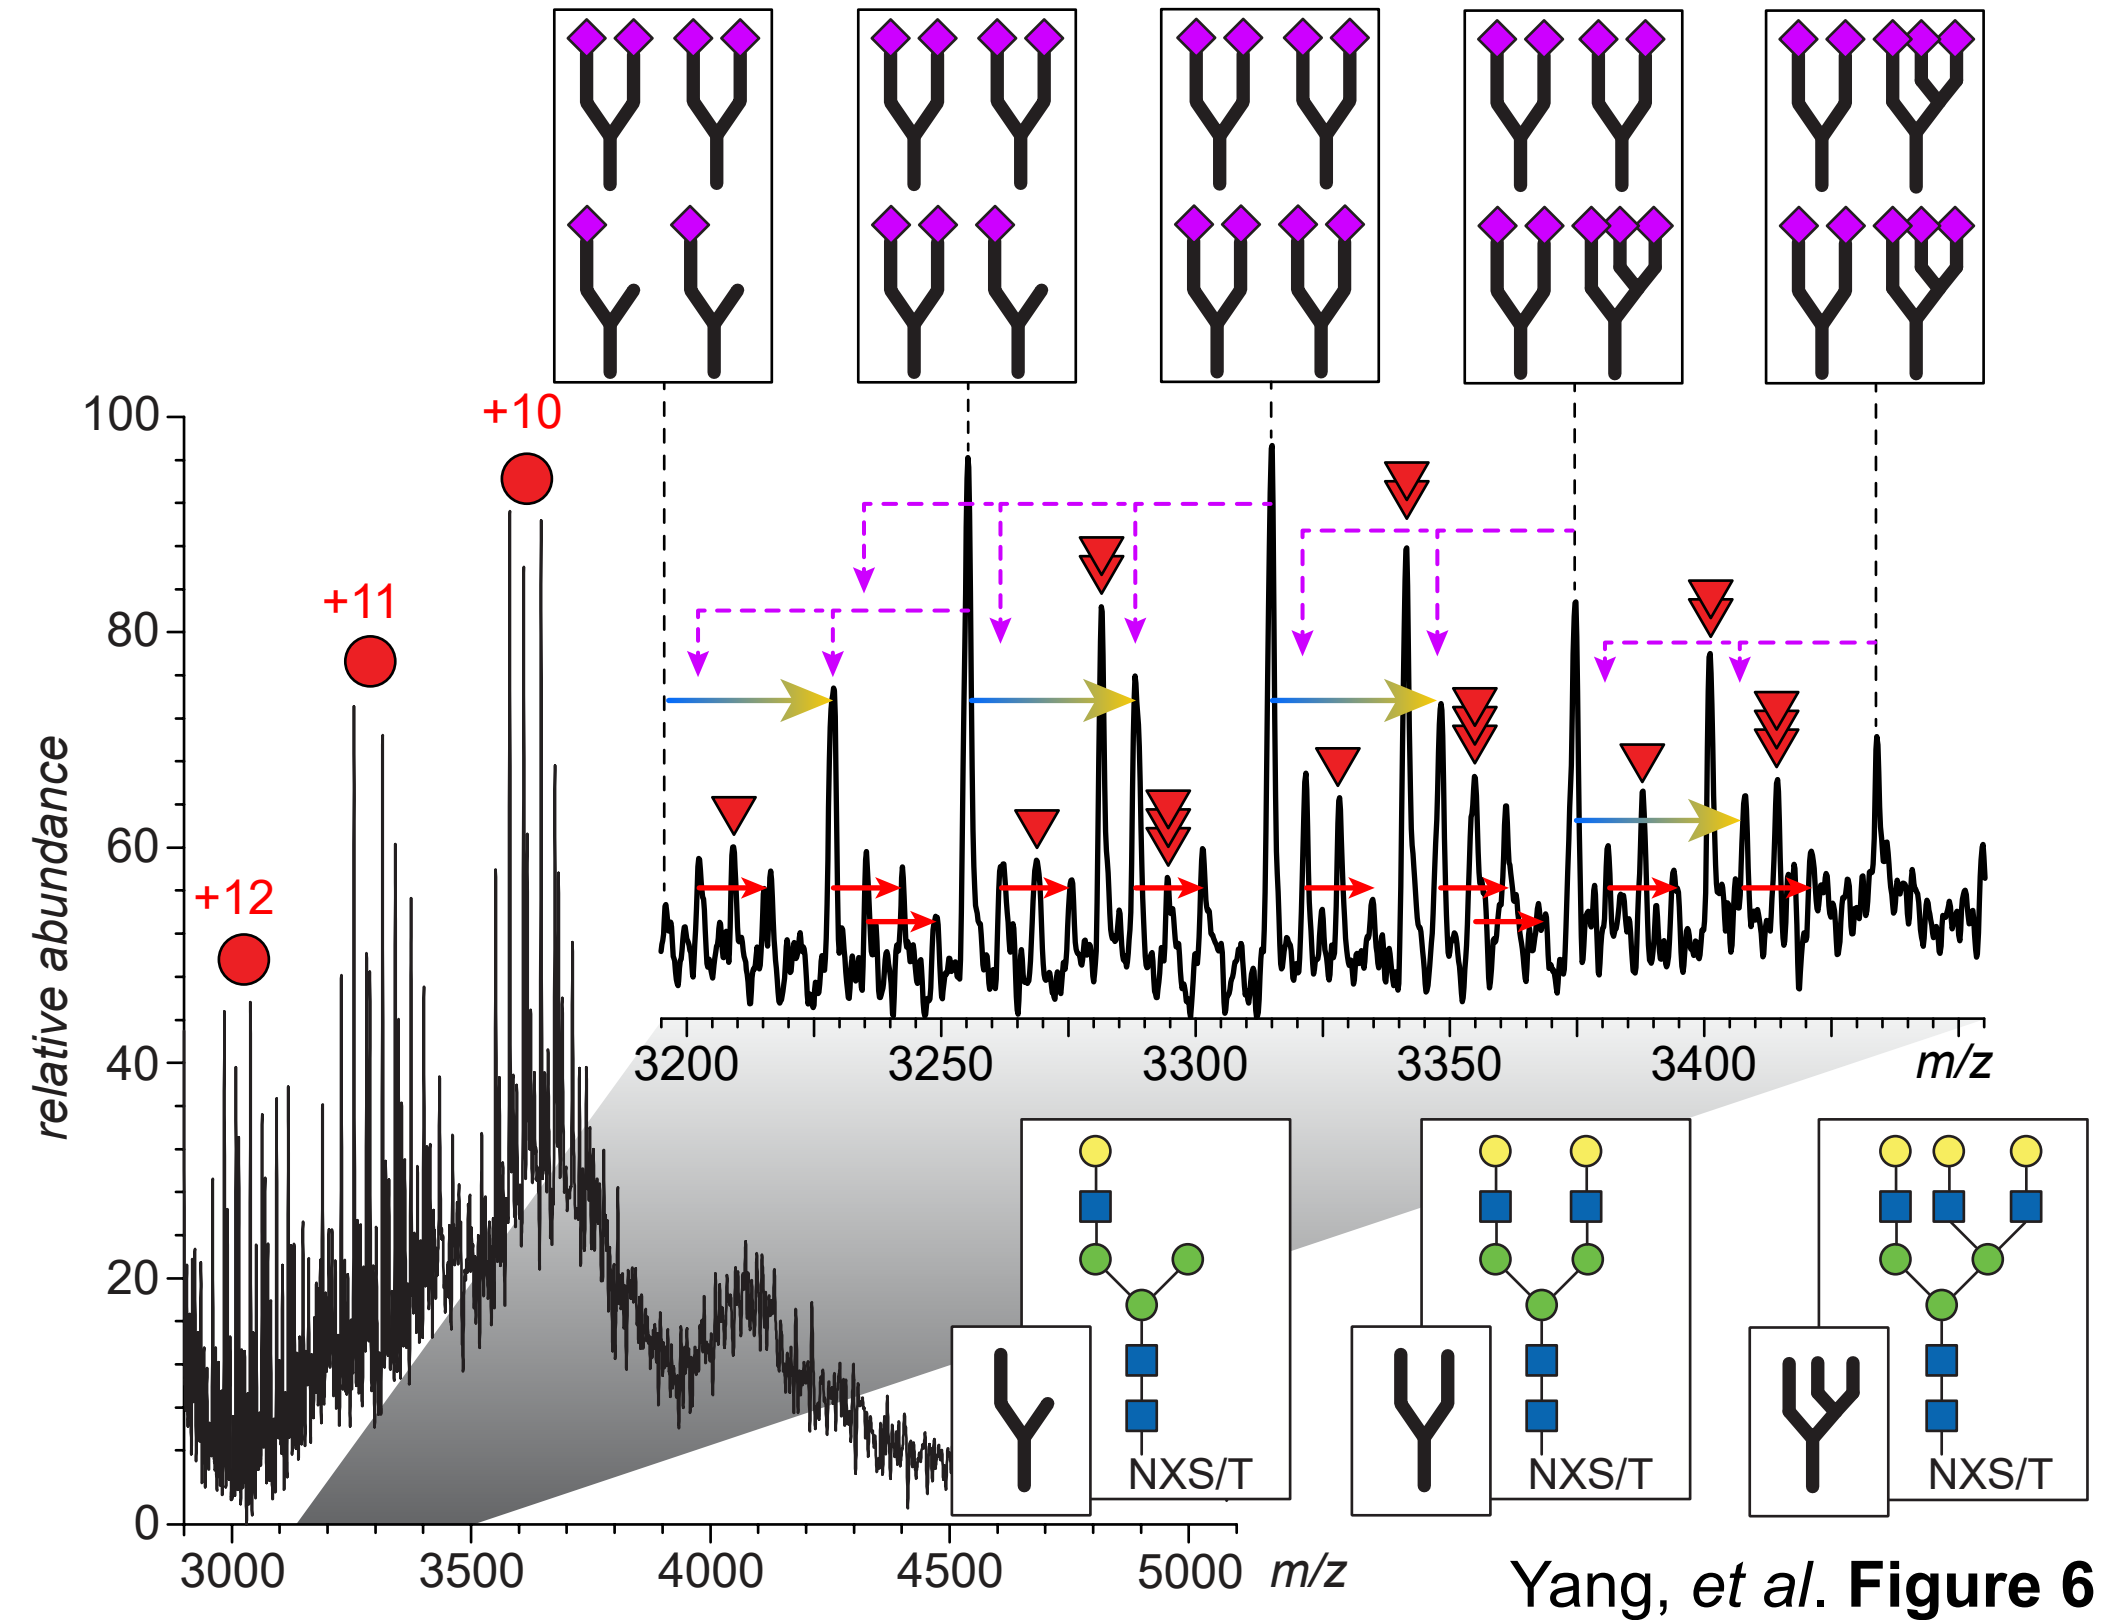 100
80
60
40
20
0
relative abundance
+12
+11
+10
3200 3250 3300 3350 3400 m/z
NXS/T NXS/T NXS/T
3000 3500 4000 4500 5000 m/z
Yang, et al. Figure 6